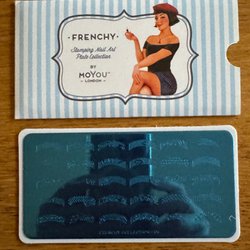 FRENCHY
Stamping Nail Art
Plate Collection
BY
MOYOU
LONDON